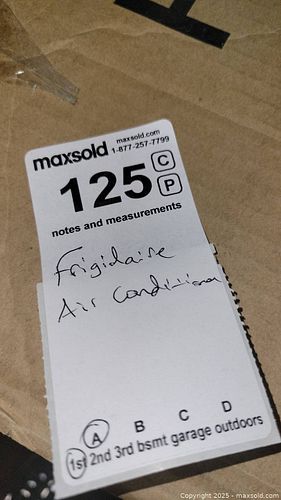 maxsold maxsold.com
1-877-257-7799
125 C
P
notes and measurements
Frigidaire
Air Conditioner
A B C D
1st 2nd 3rd bsmt garage outdoors
Copyright © 2025 - maxsold.com